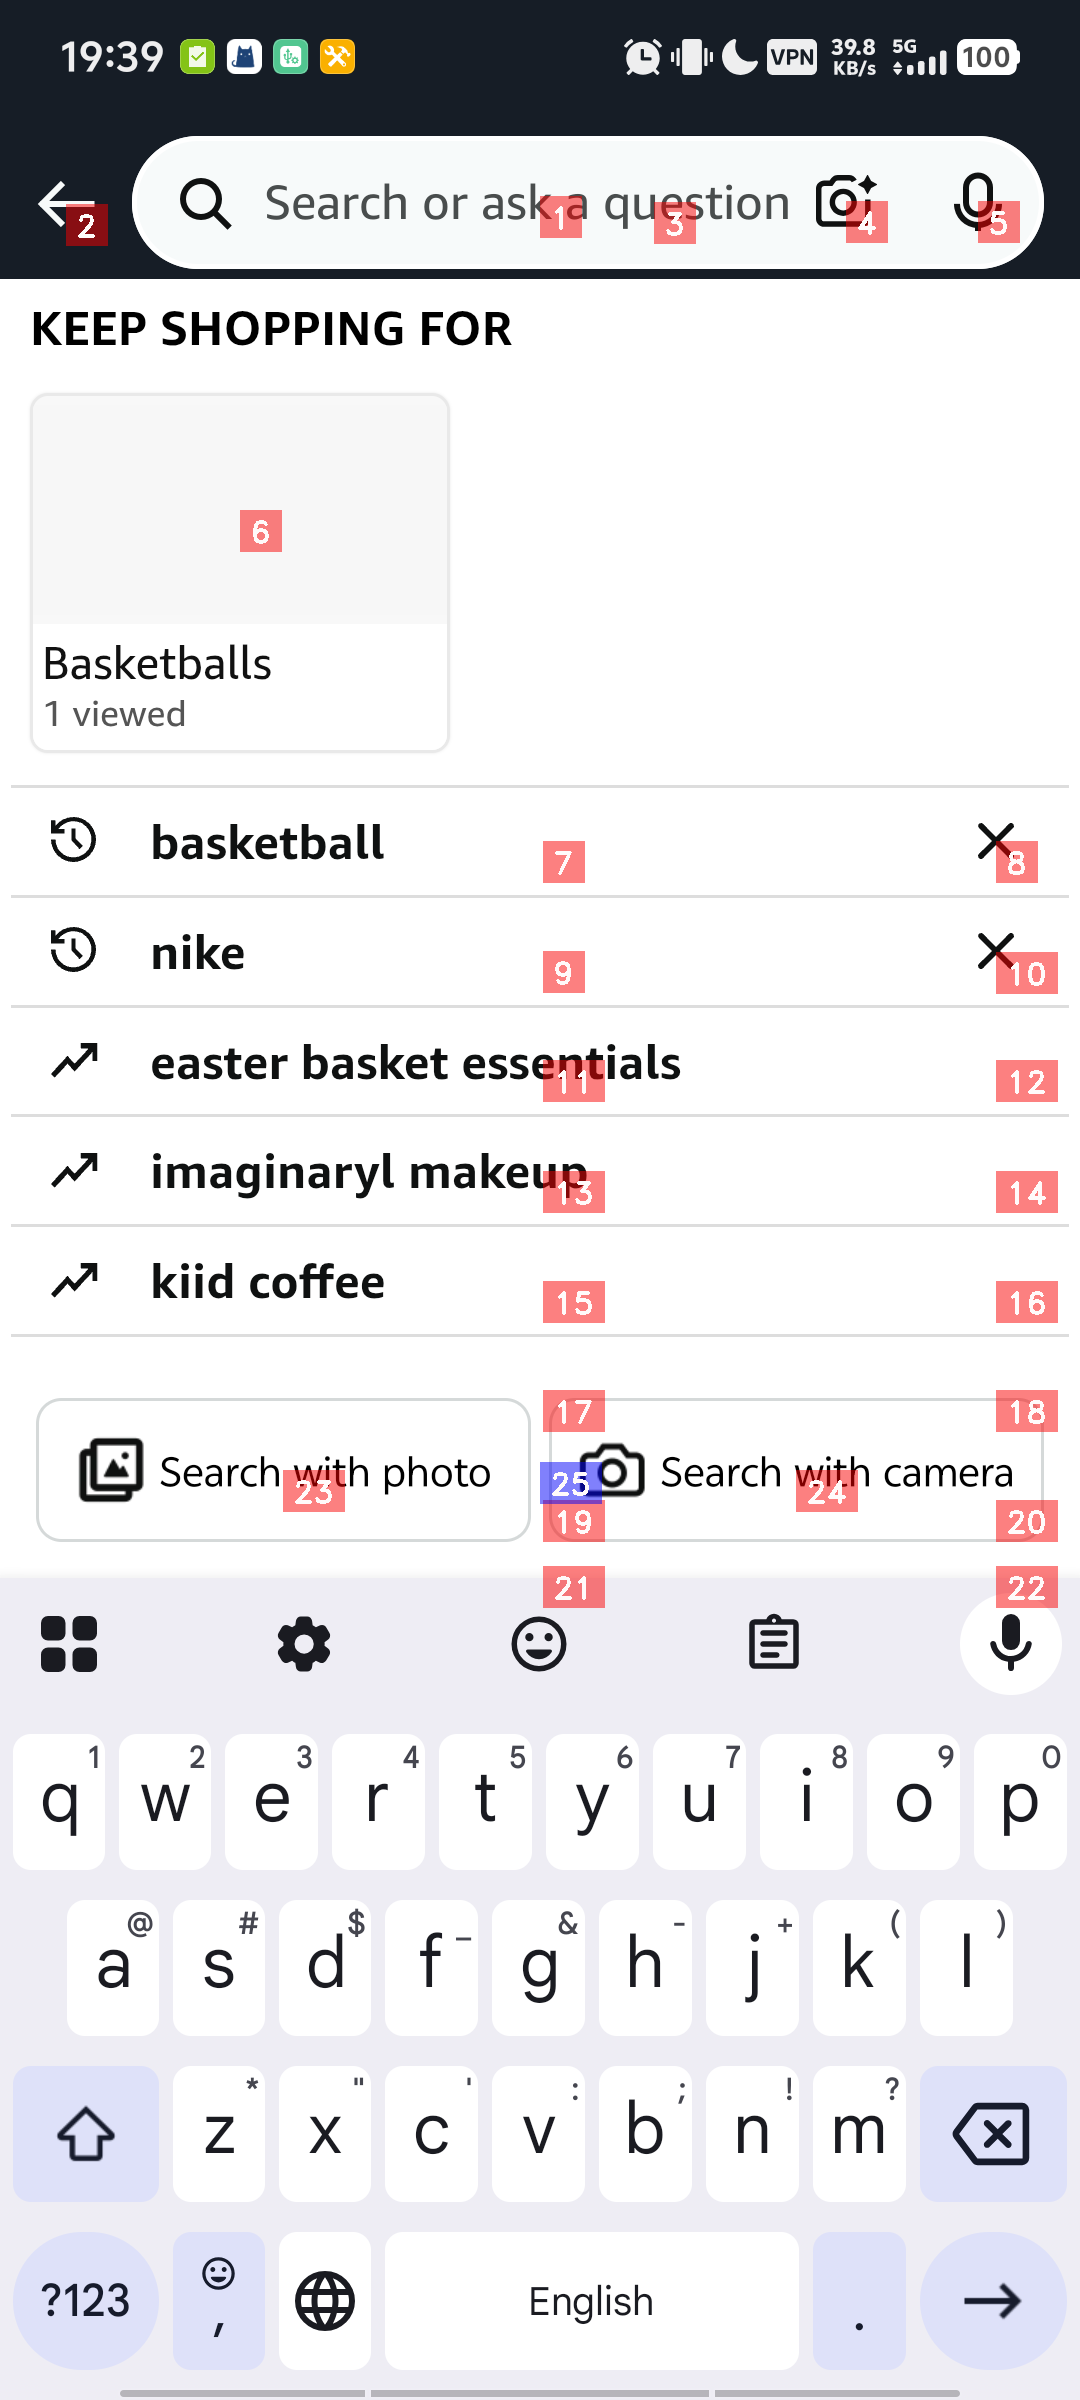 19:39
VPN 39.8 KB/s 5G 100
Search or ask a question
2 1 3 4 5
KEEP SHOPPING FOR
6
Basketballs
1 viewed
basketball
7 8
nike
9 10
easter basket essentials
11 12
imaginaryl makeup
13 14
kiid coffee
15 16
17 18
Search with photo Search with camera
23 25 24
19 20
21 22
1 2 3 4 5 6 7 8 9 0
q w e r t y u i o p
@ # $ _ & - + ( )
a s d f g h j k l
* " ' : ; ! ?
z x c v b n m
?123 , English .